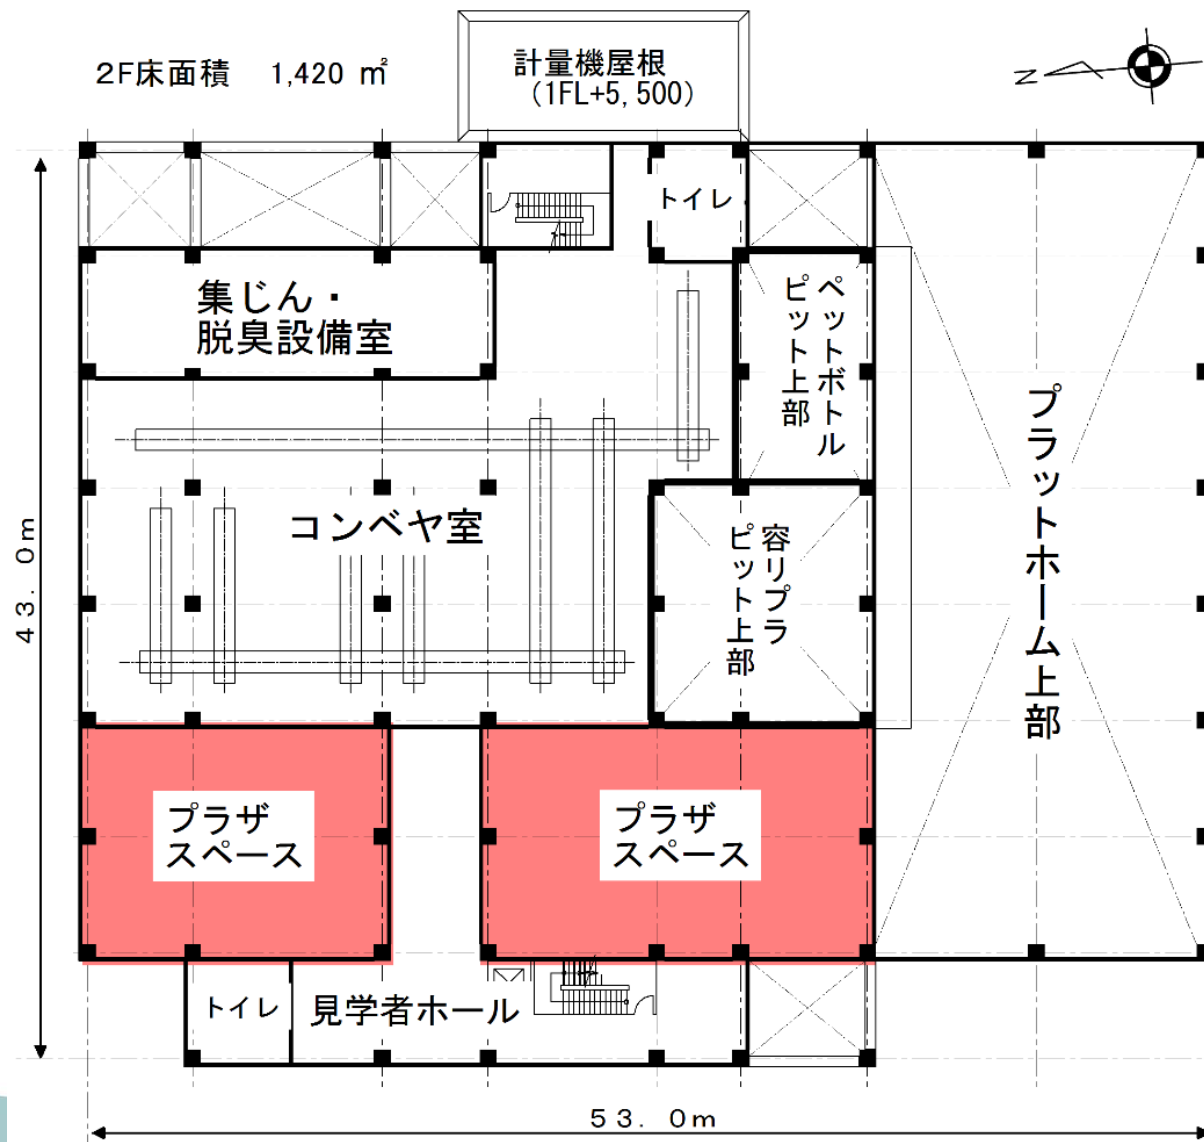 2F床面積 1,420 ㎡
計量機屋根
(1FL+5,500)
N
トイレ
集じん・
脱臭設備室
ペットボトル
ピット上部
プラットホーム上部
コンベヤ室
容リプラ
ピット上部
43.0m
プラザ
スペース
プラザ
スペース
トイレ
見学者ホール
53.0m